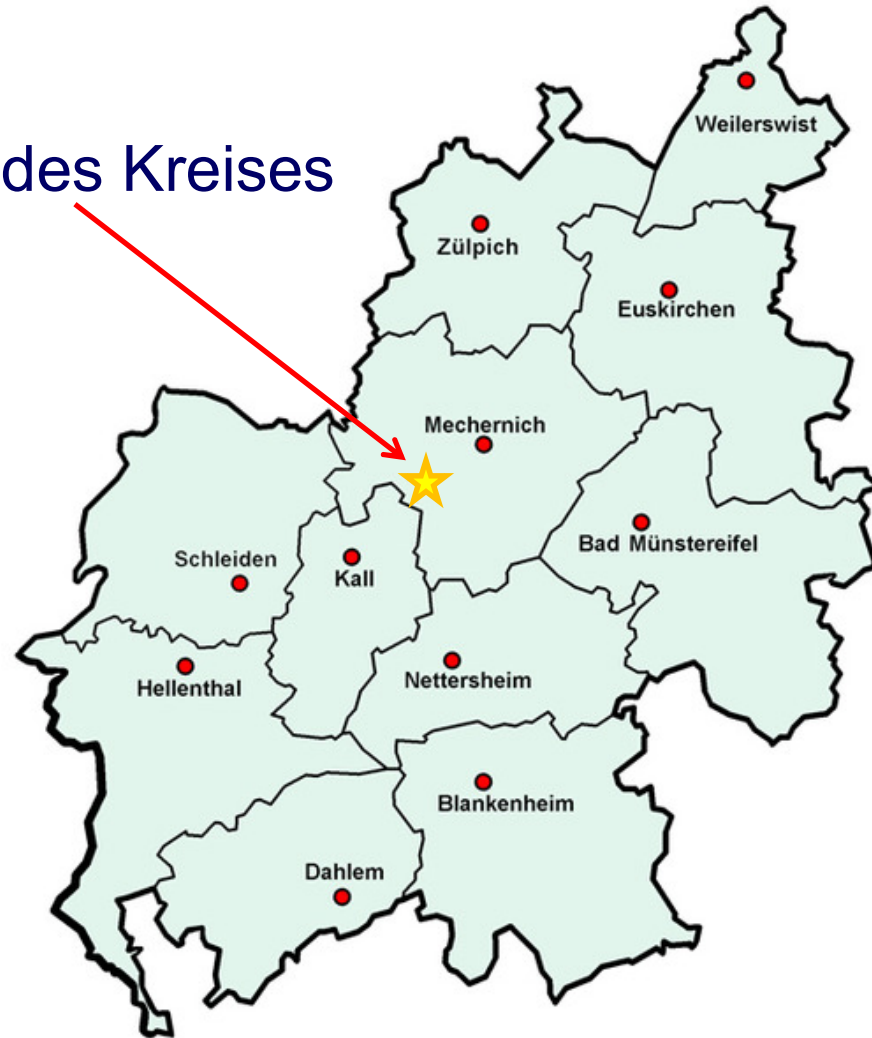 Weilerswist
des Kreises
Zülpich
Euskirchen
Mechernich
Bad Münstereifel
Schleiden
Kall
Nettersheim
Hellenthal
Blankenheim
Dahlem